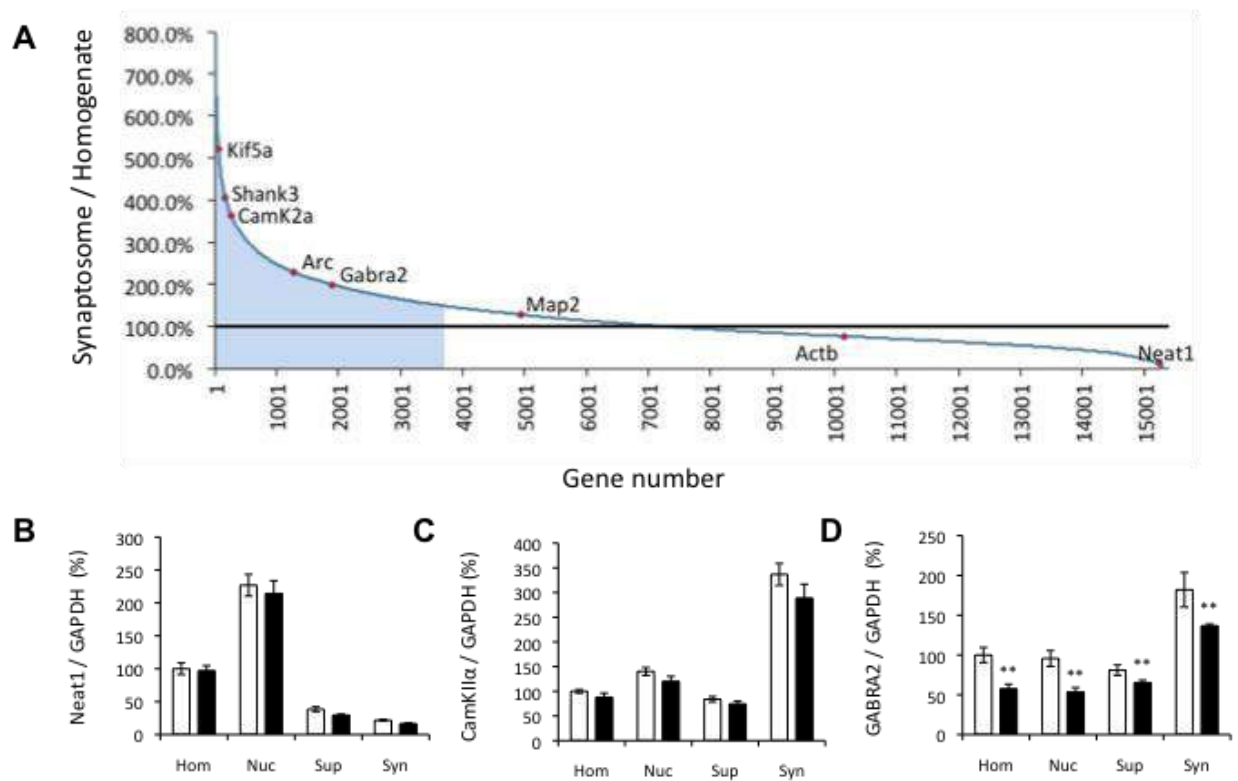 A
Synaptosome / Homogenate
800.0%
700.0%
600.0%
500.0%
400.0%
300.0%
200.0%
100.0%
0.0%
Kif5a
Shank3
CamK2a
Arc
Gabra2
Map2
Actb
Neat1
1
1001
2001
3001
4001
5001
6001
7001
8001
9001
10001
11001
12001
13001
14001
15001
Gene number
B
Neat1 / GAPDH (%)
300
250
200
150
100
50
0
Hom Nuc Sup Syn
C
CamKIIα / GAPDH (%)
400
350
300
250
200
150
100
50
0
Hom Nuc Sup Syn
D
GABRA2 / GAPDH (%)
250
200
150
100
50
0
** ** ** **
Hom Nuc Sup Syn